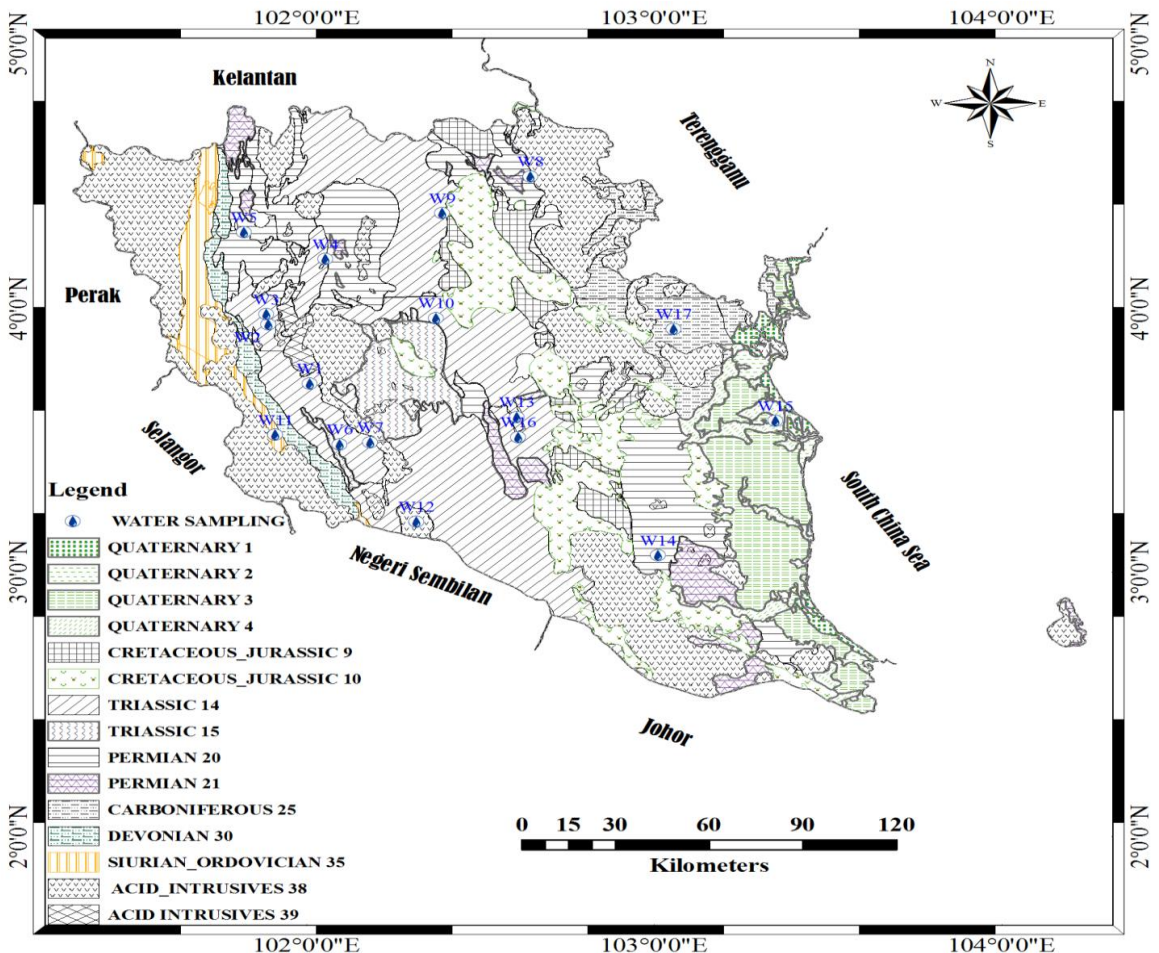 102°0'0"E 103°0'0"E 104°0'0"E
5°0'0"N
5°0'0"N
Kelantan
N
W E
S
Terengganu
W8
W5
W9
W4
Perak
4°0'0"N
4°0'0"N
W3
W10
W17
W2
W1
W13
W15
W16
W11
W6 W7
Selangor
South China Sea
Legend
W12
WATER SAMPLING
QUATERNARY 1
W14
Negeri Sembilan
3°0'0"N
3°0'0"N
QUATERNARY 2
QUATERNARY 3
QUATERNARY 4
CRETACEOUS_JURASSIC 9
CRETACEOUS_JURASSIC 10
TRIASSIC 14
Johor
TRIASSIC 15
PERMIAN 20
PERMIAN 21
CARBONIFEROUS 25
DEVONIAN 30
SIURIAN_ORDOVICIAN 35
ACID_INTRUSIVES 38
ACID INTRUSIVES 39
2°0'0"N
2°0'0"N
0 15 30 60 90 120
Kilometers
102°0'0"E 103°0'0"E 104°0'0"E